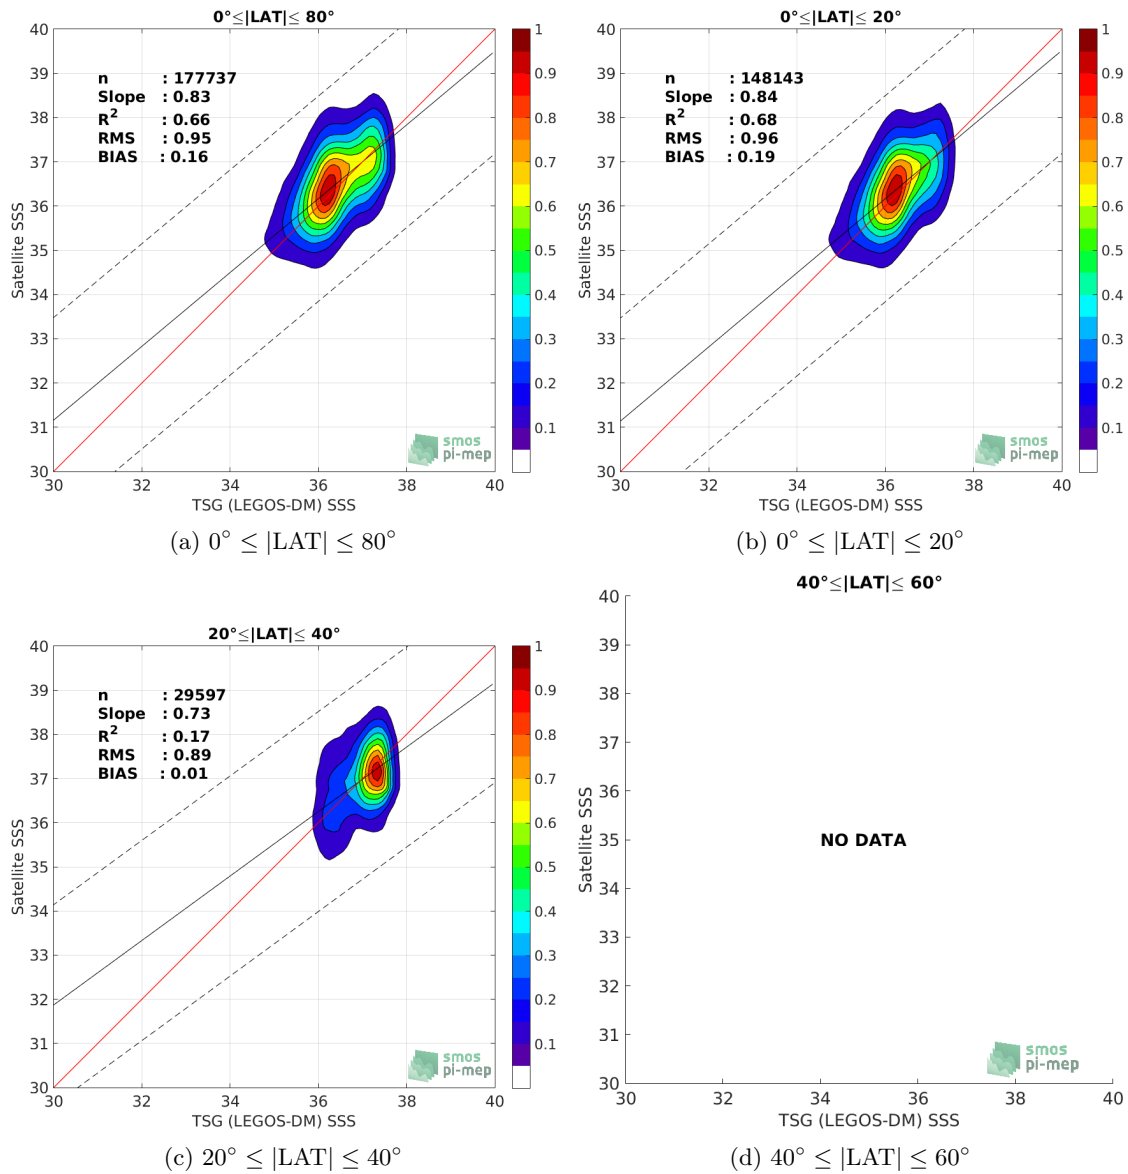 0°≤|LAT|≤ 80°
n : 177737
Slope : 0.83
R² : 0.66
RMS : 0.95
BIAS : 0.16
Satellite SSS
40
39
38
37
36
35
34
33
32
31
30
30 32 34 36 38 40
TSG (LEGOS-DM) SSS
1
0.9
0.8
0.7
0.6
0.5
0.4
0.3
0.2
0.1
smos
pi-mep
(a) 0° ≤ |LAT| ≤ 80°
0°≤|LAT|≤ 20°
n : 148143
Slope : 0.84
R² : 0.68
RMS : 0.96
BIAS : 0.19
Satellite SSS
40
39
38
37
36
35
34
33
32
31
30
30 32 34 36 38 40
TSG (LEGOS-DM) SSS
1
0.9
0.8
0.7
0.6
0.5
0.4
0.3
0.2
0.1
smos
pi-mep
(b) 0° ≤ |LAT| ≤ 20°
20°≤|LAT|≤ 40°
n : 29597
Slope : 0.73
R² : 0.17
RMS : 0.89
BIAS : 0.01
Satellite SSS
40
39
38
37
36
35
34
33
32
31
30
30 32 34 36 38 40
TSG (LEGOS-DM) SSS
1
0.9
0.8
0.7
0.6
0.5
0.4
0.3
0.2
0.1
smos
pi-mep
(c) 20° ≤ |LAT| ≤ 40°
40°≤|LAT|≤ 60°
NO DATA
Satellite SSS
40
39
38
37
36
35
34
33
32
31
30
30 32 34 36 38 40
TSG (LEGOS-DM) SSS
smos
pi-mep
(d) 40° ≤ |LAT| ≤ 60°